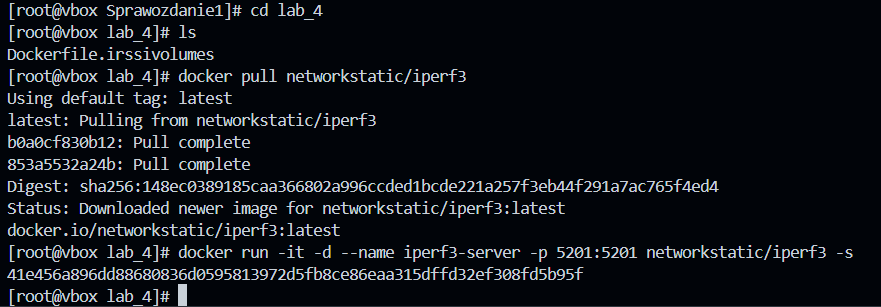 [root@vbox Sprawozdanie1]# cd lab_4
[root@vbox lab_4]# ls
Dockerfile.irssivolumes
[root@vbox lab_4]# docker pull networkstatic/iperf3
Using default tag: latest
latest: Pulling from networkstatic/iperf3
b0a0cf830b12: Pull complete
853a5532a24b: Pull complete
Digest: sha256:148ec0389185caa366802a996ccded1bcde221a257f3eb44f291a7ac765f4ed4
Status: Downloaded newer image for networkstatic/iperf3:latest
docker.io/networkstatic/iperf3:latest
[root@vbox lab_4]# docker run -it -d --name iperf3-server -p 5201:5201 networkstatic/iperf3 -s
41e456a896dd88680836d0595813972d5fb8ce86eaa315dffd32ef308fd5b95f
[root@vbox lab_4]#